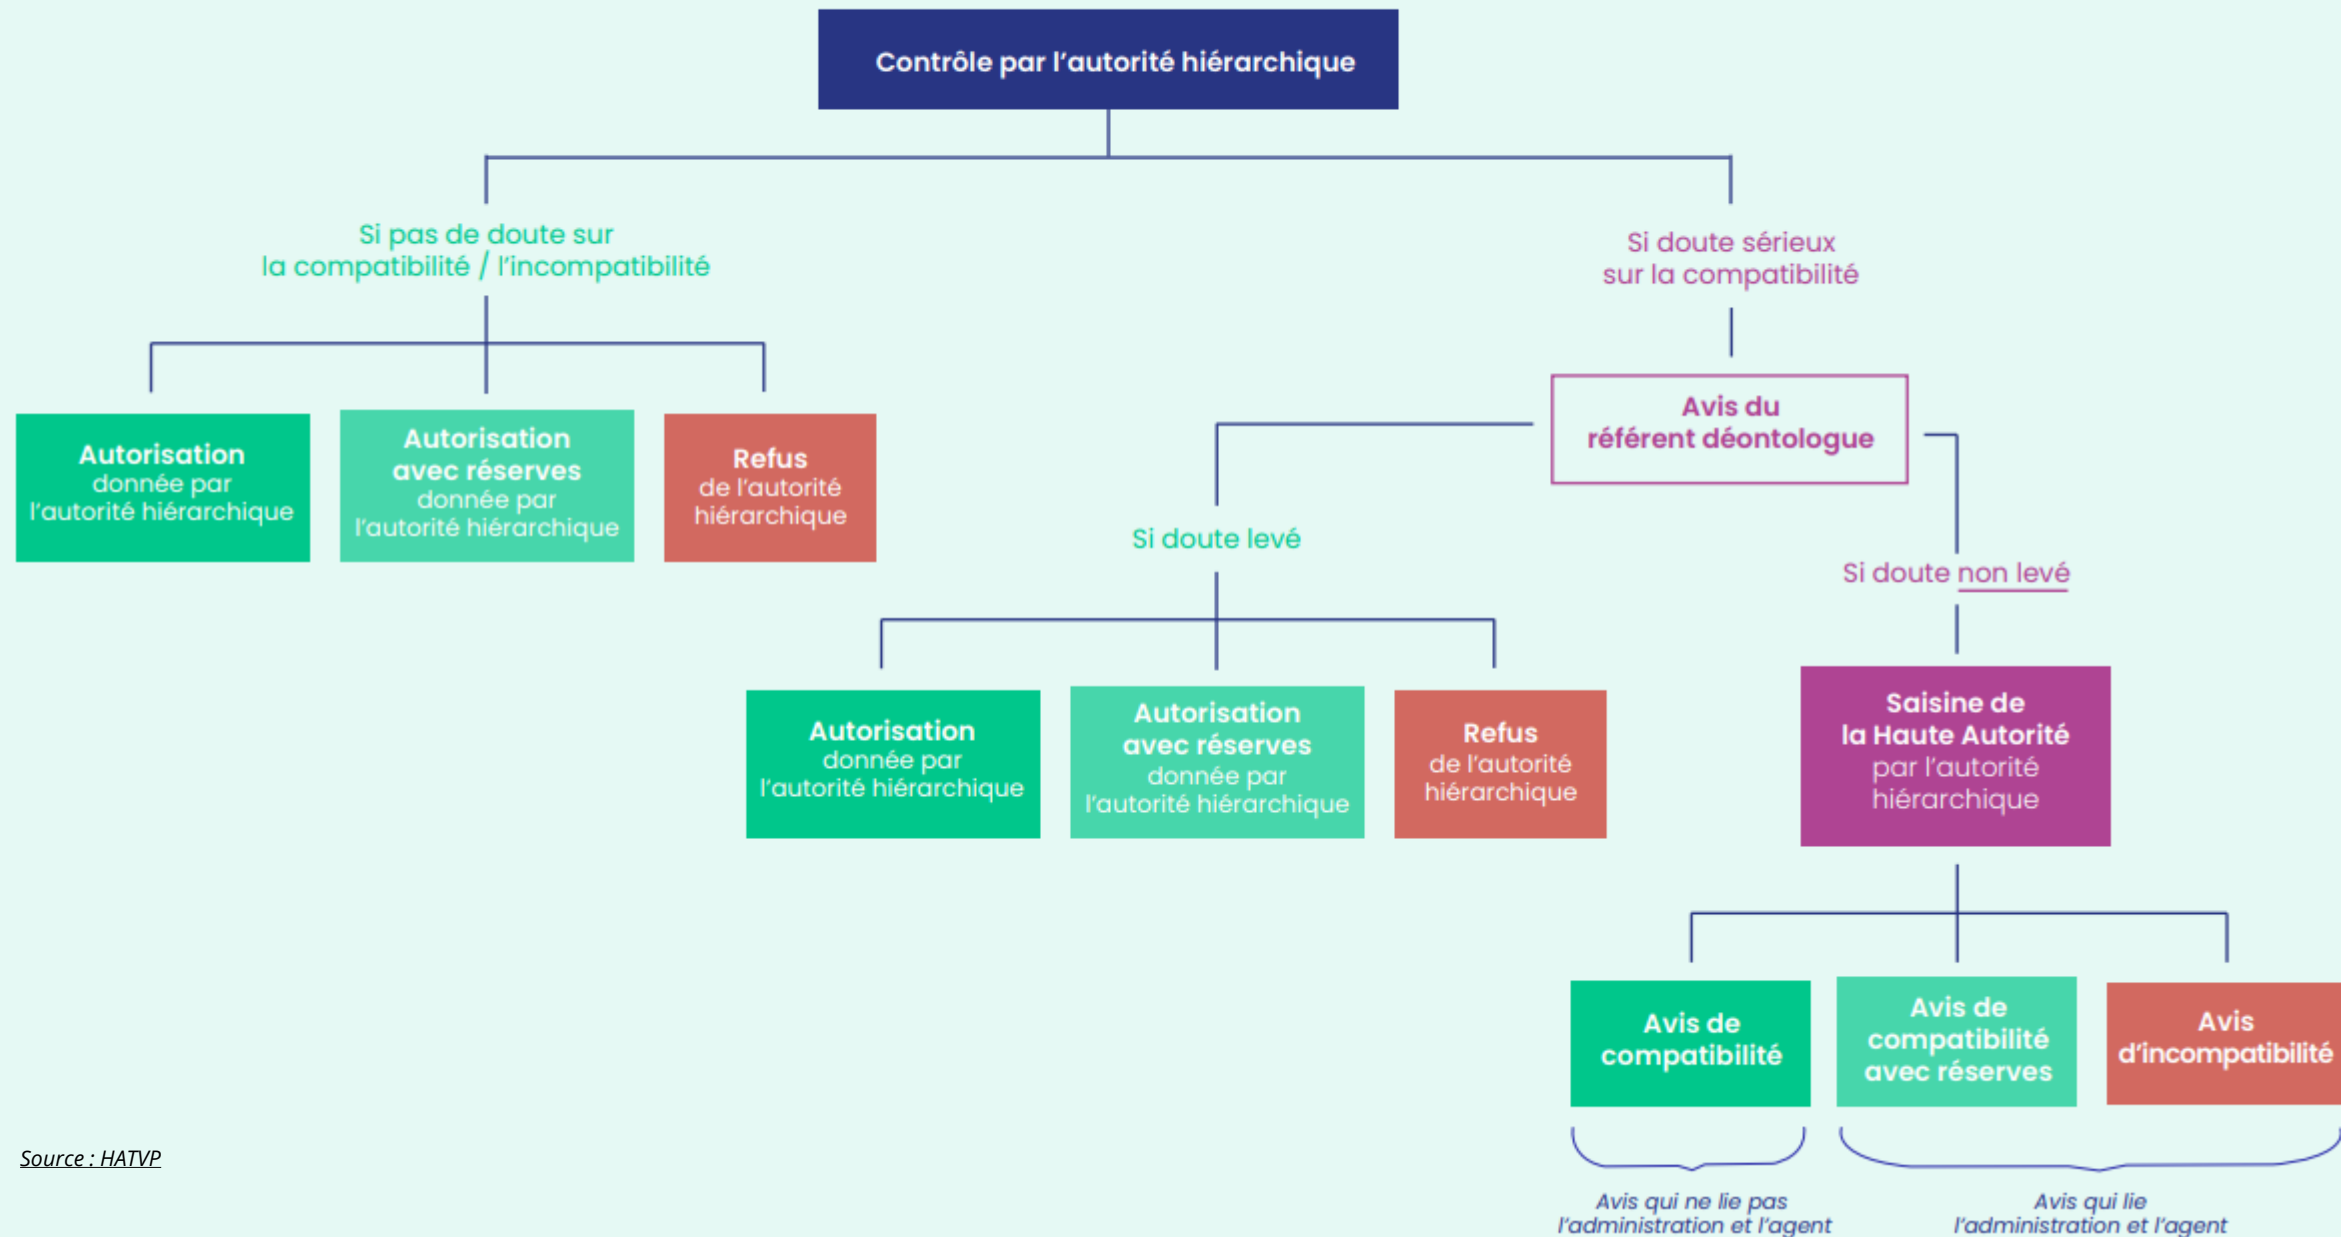 Contrôle par l'autorité hiérarchique
Si pas de doute sur
la compatibilité / l'incompatibilité
Si doute sérieux
sur la compatibilité
Autorisation
donnée par
l'autorité hiérarchique
Autorisation
avec réserves
donnée par
l'autorité hiérarchique
Refus
de l'autorité
hiérarchique
Avis du
référent déontologue
Si doute levé
Si doute non levé
Autorisation
donnée par
l'autorité hiérarchique
Autorisation
avec réserves
donnée par
l'autorité hiérarchique
Refus
de l'autorité
hiérarchique
Saisine de
la Haute Autorité
par l'autorité
hiérarchique
Avis de
compatibilité
Avis de
compatibilité
avec réserves
Avis
d'incompatibilité
Avis qui ne lie pas
l'administration et l'agent
Avis qui lie
l'administration et l'agent
Source : HATVP